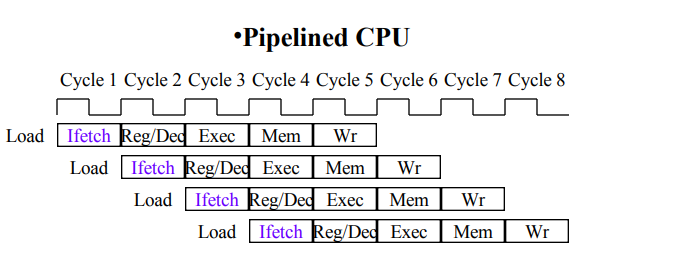 •Pipelined CPU
Cycle 1 Cycle 2 Cycle 3 Cycle 4 Cycle 5 Cycle 6 Cycle 7 Cycle 8
Load Ifetch Reg/Dec Exec Mem Wr
Load Ifetch Reg/Dec Exec Mem Wr
Load Ifetch Reg/Dec Exec Mem Wr
Load Ifetch Reg/Dec Exec Mem Wr